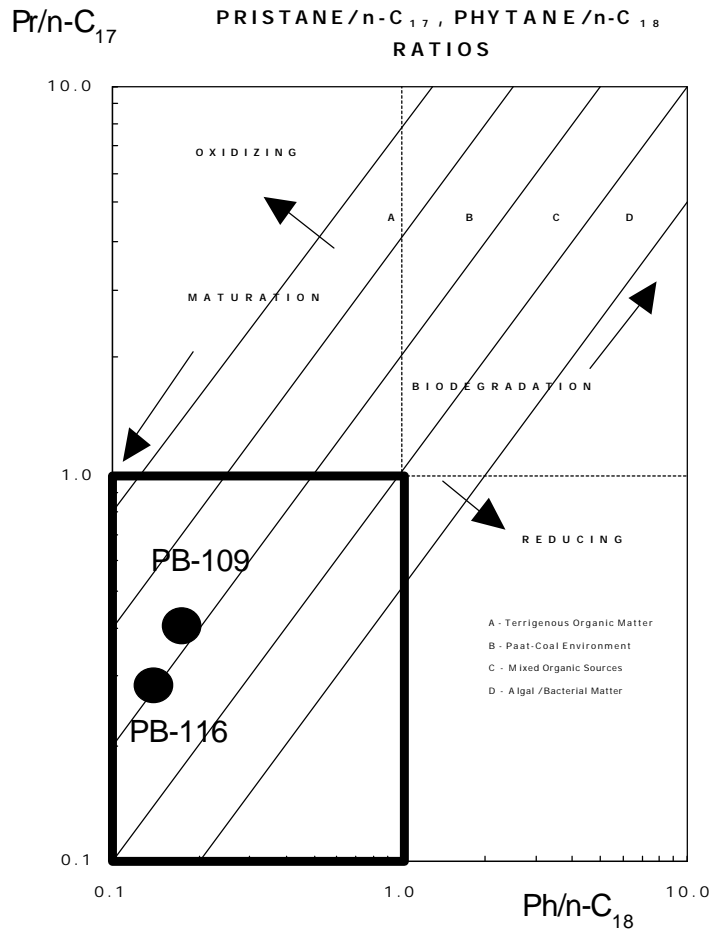 Pr/n-C₁₇
PRISTANE/n-C₁₇, PHYTANE/n-C₁₈
RATIOS
10.0
OXIDIZING
A B C D
MATURATION
BIODEGRADATION
1.0
REDUCING
PB-109
A - Terrigenous Organic Matter
B - Paat-Coal Environment
C - Mixed Organic Sources
D - Algal/Bacterial Matter
PB-116
0.1
0.1 1.0 10.0
Ph/n-C₁₈